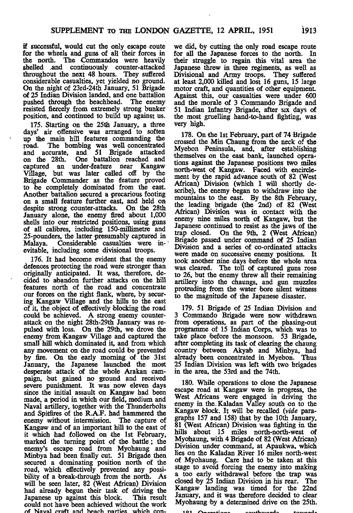 SUPPLEMENT TO THE LONDON GAZETTE, 12 APRIL, 1951 1913
if successful, would cut the only escape route
for the wheels and guns of all their forces in
the north. The Commandos were heavily
shelled and continuously counter-attacked
throughout the next 48 hours. They suffered
considerable casualties, yet yielded no ground.
On the night of 23rd-24th January, 51 Brigade
of 25 Indian Division landed, and one battalion
pushed through the beachhead. The enemy
resisted fiercely from extremely strong bunker
position, and continued to build up against us.
175. Starting on the 25th January, a three
days' air offensive was arranged to soften
up the main hill features commanding the
road. The bombing was well concentrated
and accurate, and 51 Brigade attacked
on the 28th. One battalion reached and
captured an under-feature near Kangaw
Village, but was later called off by the
Brigade Commander as the feature proved
to be completely dominated from the east.
Another battalion secured a precarious footing
on a small feature further east, and held on
despite strong counter-attacks. On the 28th
January alone, the enemy fired about 1,000
shells into our restricted positions, using guns
of all calibres, including 150-millimetre and
25-pounders, the latter presumably captured in
Malaya. Considerable casualties were in-
evitable, including some divisional troops.
176. It had become evident that the enemy
defences protecting the road were stronger than
originally anticipated. It was, therefore, de-
cided to abandon further attacks on the hill
features north of the road and concentrate
our forces on the right flank, where, by secur-
ing Kangaw Village and the hills to the east
of it, the object of effectively blocking the road
could be achieved. A strong enemy counter-
attack on the night 28th-29th January was re-
pulsed with loss. On the 29th, we drove the
enemy from Kangaw Village and captured the
small hill which dominated it, and from which
any movement on the road could be prevented
by fire. On the early morning of the 31st
January, the Japanese launched the most
desperate attack of the whole Arakan cam-
paign, but gained no ground and received
severe punishment. It was now eleven days
since the initial assault on Kangaw had been
made, a period in which our field, medium and
Naval artillery, together with the Thunderbolts
and Spitfires of the R.A.F. had hammered the
enemy without intermission. The capture of
Kangaw and of an important hill to the east of
it which had followed on the 1st February,
marked the turning point of the battle; the
enemy's escape road from Myohaung and
Minbya had been finally cut. 51 Brigade then
secured a dominating position north of the
road, which effectively prevented any possi-
bility of a break-through from the north. As
will be seen later, 82 (West African) Division
had already begun their task of driving the
Japanese up against this block. This result
could not have been achieved without the work
of Naval craft and beach parties, which con-
we did, by cutting the only road escape route
for all the Japanese forces to the north. In
their struggle to regain this vital area the
Japanese threw in three regiments, as well as
Divisional and Army troops. They suffered
at least 2,000 killed and lost 16 guns, 15 large
motor craft, and quantities of other equipment.
Against this, our casualties were under 600
and the morale of 3 Commando Brigade and
51 Indian Infantry Brigade, after six days of
the most gruelling hand-to-hand fighting, was
very high.
178. On the 1st February, part of 74 Brigade
crossed the Min Chaung from the neck of the
Myebon Peninsula, and, after establishing
themselves on the east bank, launched opera-
tions against the Japanese positions two miles
north-west of Kangaw. Faced with encircle-
ment by the rapid advance south of 82 (West
African) Division (which I will shortly de-
scribe), the enemy began to withdraw into the
mountains to the east. By the 8th February,
the leading brigade (the 2nd) of 82 (West
African) Division was in contact with the
enemy nine miles north of Kangaw, but the
Japanese continued to resist as the jaws of the
trap closed. On the 9th, 2 (West African)
Brigade passed under command of 25 Indian
Division and a series of co-ordinated attacks
were made on successive enemy positions. It
took another nine days before the whole area
was cleared. The toll of captured guns rose
to 26, but the enemy threw all their remaining
artillery into the chaungs, and gun muzzles
protruding from the water bore silent witness
to the magnitude of the Japanese disaster.
179. 51 Brigade of 25 Indian Division and
3 Commando Brigade were now withdrawn
from operations, as part of the phasing-out
programme of 15 Indian Corps, which was to
take place before the monsoon. 53 Brigade,
after completing its task of clearing the chaung
country between Akyab and Minbya, had
already been concentrated in Myebon. Thus
25 Indian Division was left with two brigades
in the area, the 53rd and the 74th.
180. While operations to close the Japanese
escape road at Kangaw were in progress, the
West Africans were engaged in driving the
enemy in the Kaladan Valley south on to the
Kangaw block. It will be recalled (vide para-
graphs 157 and 158) that by the 10th January,
81 (West African) Division was fighting in the
hills about 15 miles north-north-west of
Myohaung, with 4 Brigade of 82 (West African)
Division under command, at Apaukwa, which
lies on the Kaladan River 16 miles north-west
of Myohaung. Care had to be taken at this
stage to avoid forcing the enemy into making
a too early withdrawal before the trap was
closed by 25 Indian Division in his rear. The
Kangaw landing was timed for the 22nd
January, and it was therefore decided to clear
Myohaung by a determined drive on the 25th.